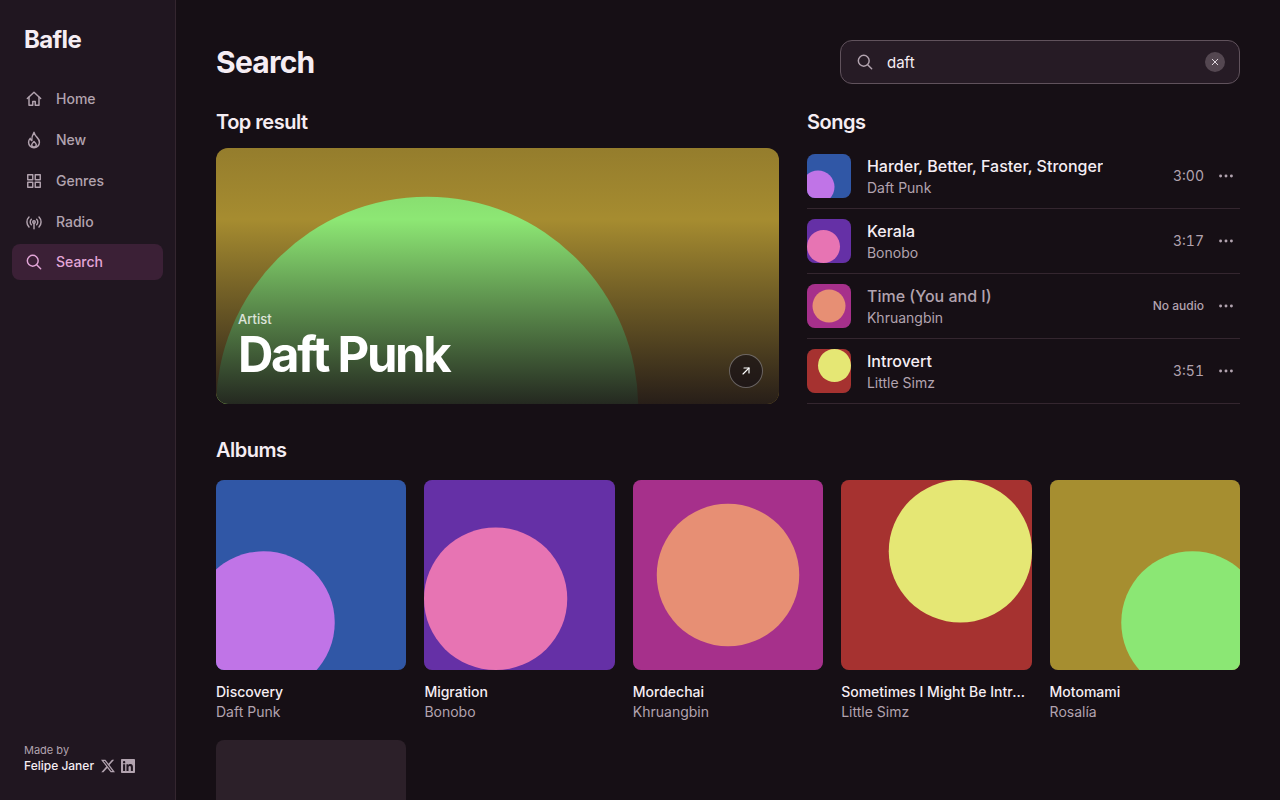 Bafle
Home
New
Genres
Radio
Search
Made by
Felipe Janer
Search
daft
Top result
Artist
Daft Punk
Songs
Harder, Better, Faster, Stronger
Daft Punk
3:00
Kerala
Bonobo
3:17
Time (You and I)
Khruangbin
No audio
Introvert
Little Simz
3:51
Albums
Discovery
Daft Punk
Migration
Bonobo
Mordechai
Khruangbin
Sometimes I Might Be Intr...
Little Simz
Motomami
Rosalía